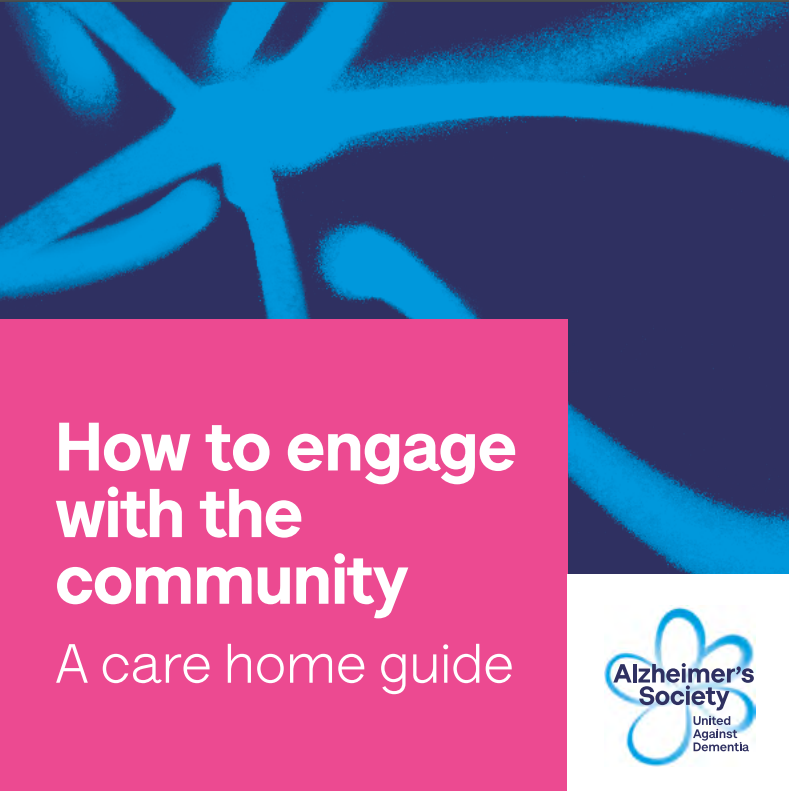 How to engage
with the
community
A care home guide
Alzheimer's
Society
United
Against
Dementia